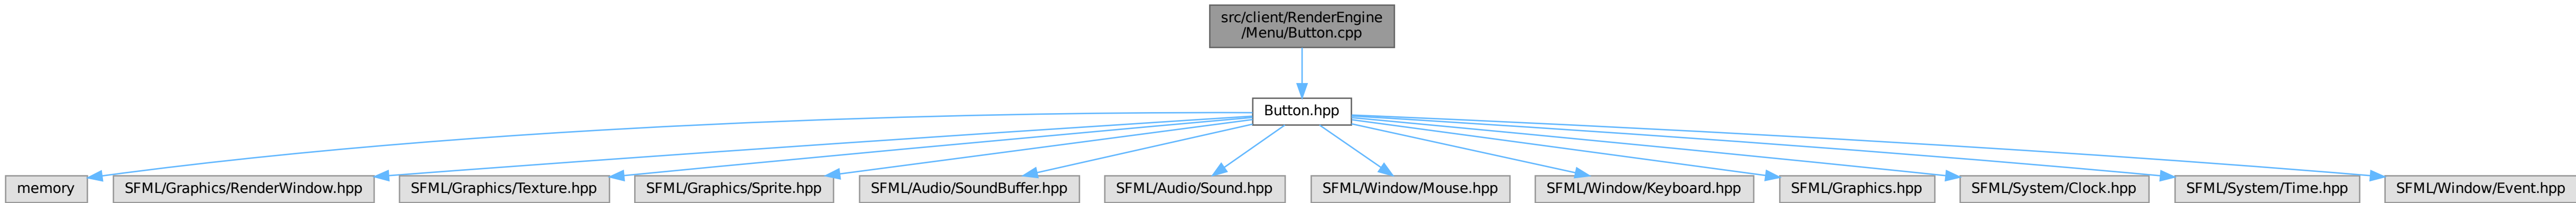 src/client/RenderEngine
/Menu/Button.cpp
Button.hpp
memory
SFML/Graphics/RenderWindow.hpp
SFML/Graphics/Texture.hpp
SFML/Graphics/Sprite.hpp
SFML/Audio/SoundBuffer.hpp
SFML/Audio/Sound.hpp
SFML/Window/Mouse.hpp
SFML/Window/Keyboard.hpp
SFML/Graphics.hpp
SFML/System/Clock.hpp
SFML/System/Time.hpp
SFML/Window/Event.hpp